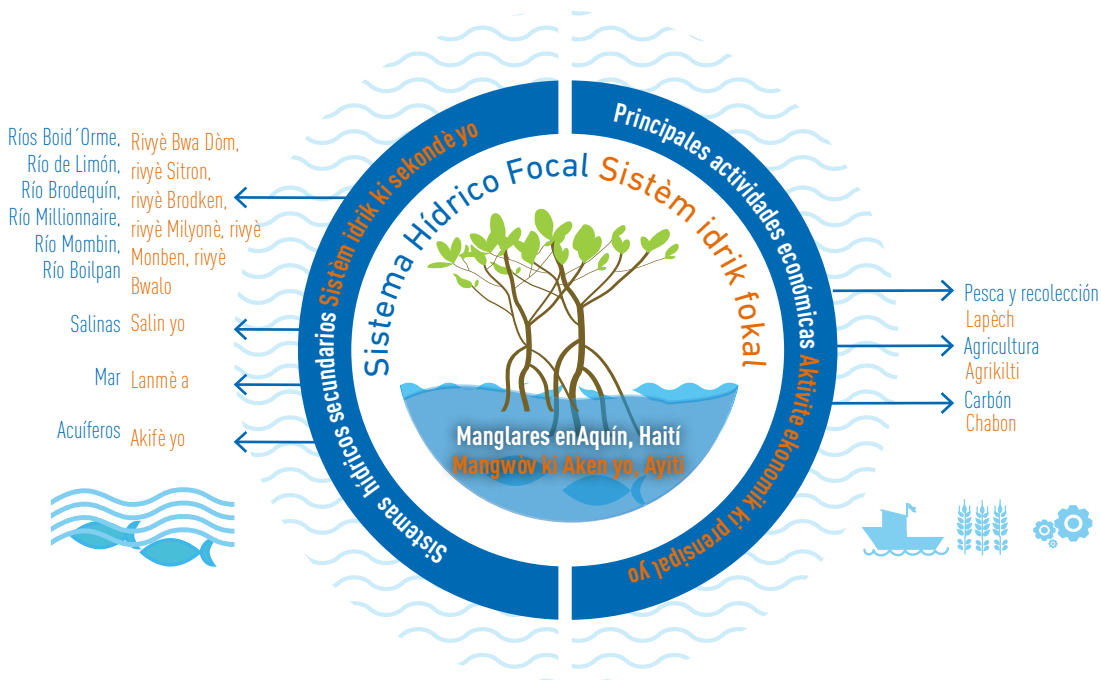 Ríos Boid´Orme,
Río de Limón,
Río Brodequín,
Río Millionnaire,
Río Mombin,
Río Boilpan
Rivyè Bwa Dòm,
rivyè Sitron,
rivyè Brodken,
rivyè Milyonè, rivyè
Monben, rivyè
Bwalo
Salinas
Salin yo
Mar
Lanmè a
Acuíferos
Akifè yo
Sistemas hídricos secundarios Sistèm idrik ki sekondè yo
Sistema Hídrico Focal Sistèm idrik fokal
Manglares enAquín, Haití
Mangwòv ki Aken yo, Ayiti
Principales actividades económicas Aktivite ekonomik ki prensipal yo
Pesca y recolección
Lapèch
Agricultura
Agrikilti
Carbón
Chabon